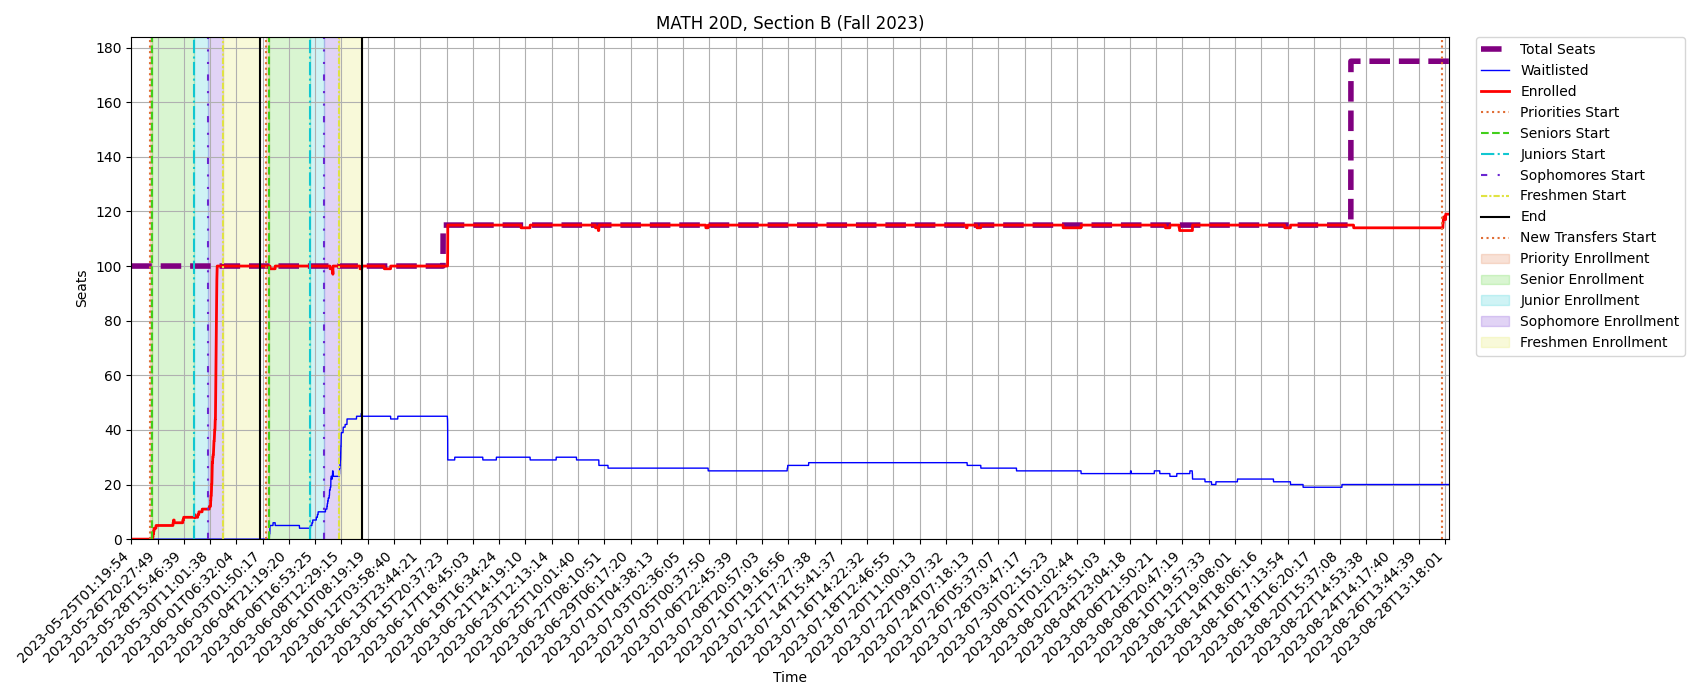 MATH 20D, Section B (Fall 2023)
Seats
180
160
140
120
100
80
60
40
20
0
2023-05-25T01:19:54
2023-05-26T20:27:49
2023-05-28T15:46:39
2023-05-30T11:01:38
2023-06-01T06:32:04
2023-06-03T01:50:17
2023-06-04T21:19:20
2023-06-06T16:53:25
2023-06-08T12:29:15
2023-06-10T08:19:19
2023-06-12T03:58:40
2023-06-13T23:44:21
2023-06-15T20:37:23
2023-06-17T18:45:03
2023-06-19T16:34:24
2023-06-21T14:19:10
2023-06-23T12:13:14
2023-06-25T10:01:40
2023-06-27T08:10:51
2023-06-29T06:17:20
2023-07-01T04:38:13
2023-07-03T02:36:05
2023-07-05T00:37:50
2023-07-06T22:45:39
2023-07-08T20:57:03
2023-07-10T19:16:56
2023-07-12T17:27:38
2023-07-14T15:41:37
2023-07-16T14:22:32
2023-07-18T12:46:55
2023-07-20T11:00:13
2023-07-22T09:07:32
2023-07-24T07:18:13
2023-07-26T05:37:07
2023-07-28T03:47:17
2023-07-30T02:15:23
2023-08-01T01:02:44
2023-08-02T23:51:03
2023-08-04T23:04:18
2023-08-06T21:50:21
2023-08-08T20:47:19
2023-08-10T19:57:33
2023-08-12T19:08:01
2023-08-14T18:06:16
2023-08-16T17:13:54
2023-08-18T16:20:17
2023-08-20T15:37:08
2023-08-22T14:53:38
2023-08-24T14:17:40
2023-08-26T13:44:39
2023-08-28T13:18:01
Time
Total Seats
Waitlisted
Enrolled
Priorities Start
Seniors Start
Juniors Start
Sophomores Start
Freshmen Start
End
New Transfers Start
Priority Enrollment
Senior Enrollment
Junior Enrollment
Sophomore Enrollment
Freshmen Enrollment